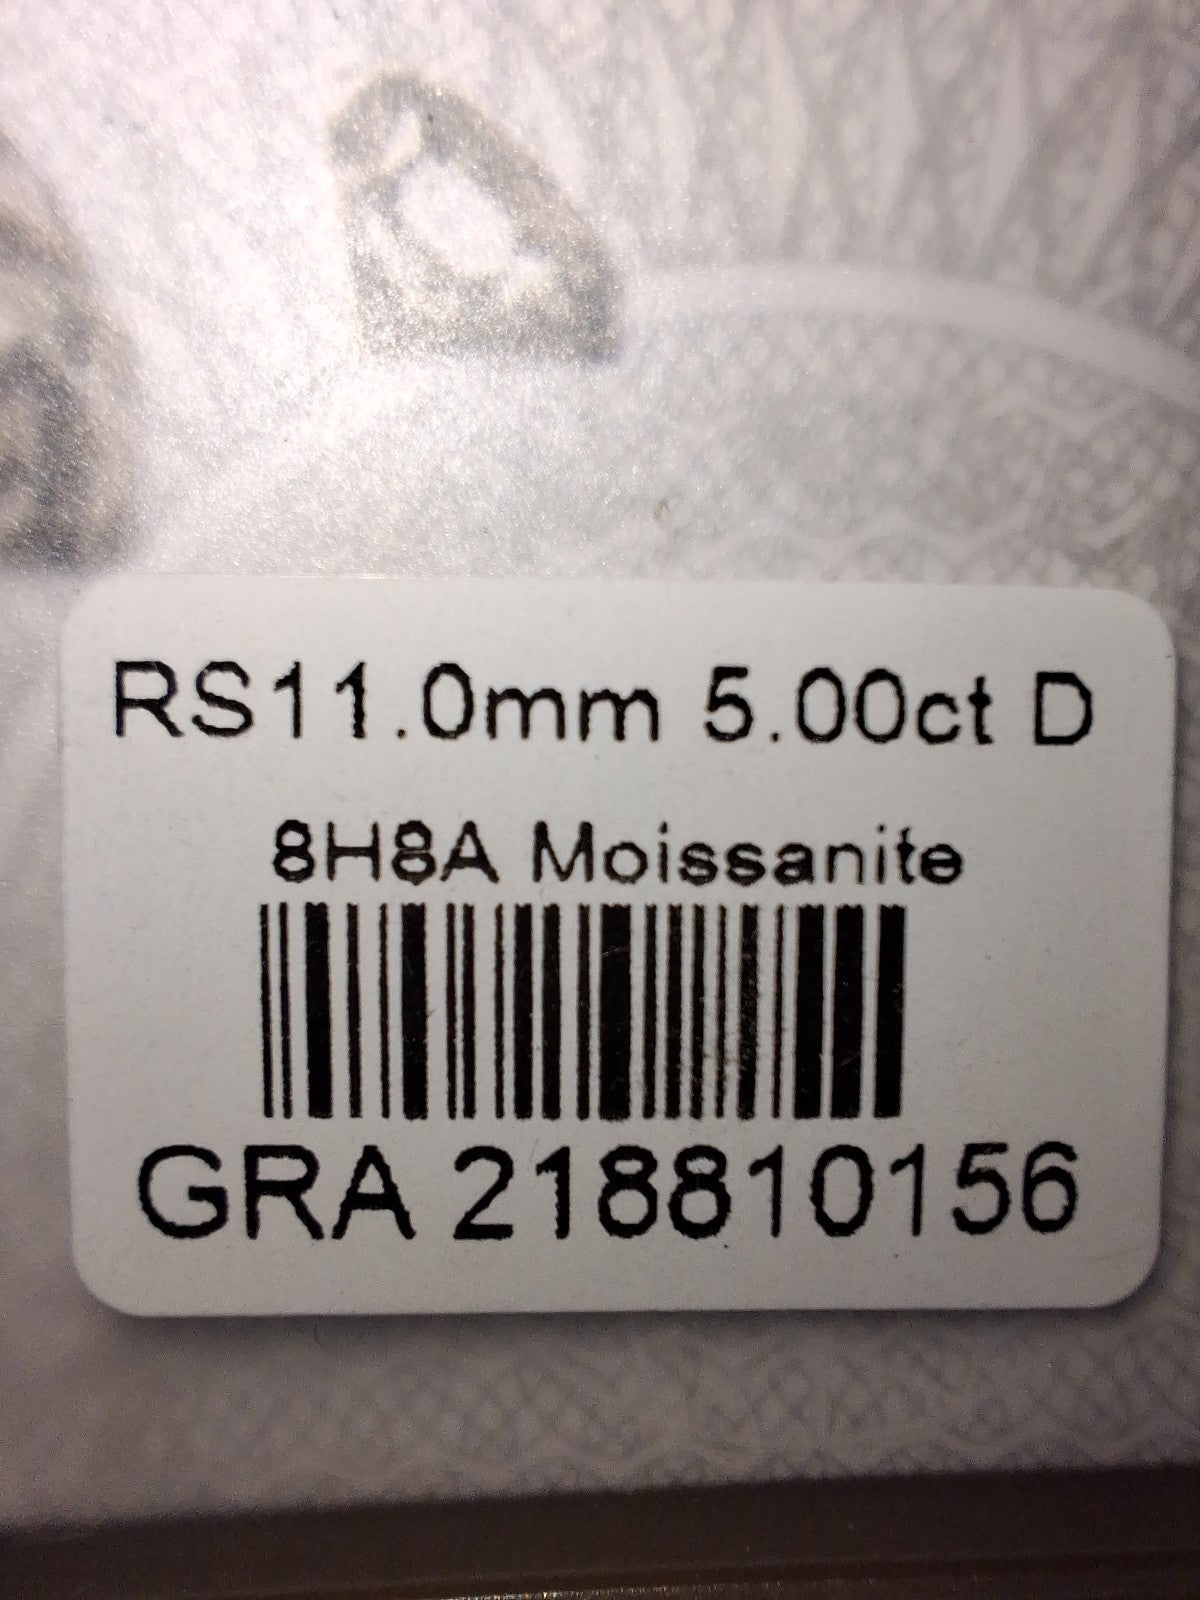 RS11.0mm 5.00ct D
8H8A Moissanite
GRA 218810156